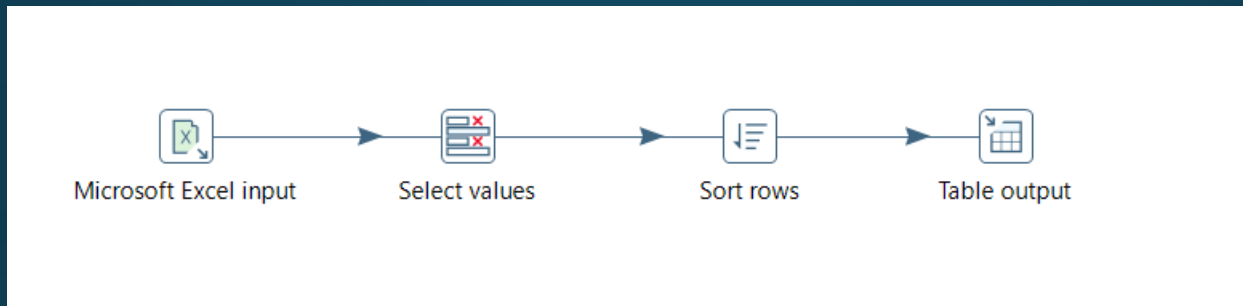 Microsoft Excel input
Select values
Sort rows
Table output